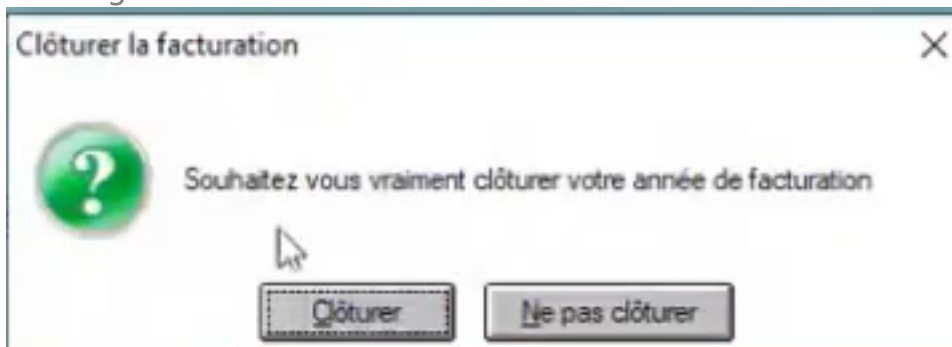 Clôturer la facturation
Souhaitez vous vraiment clôturer votre année de facturation
Clôturer
Ne pas clôturer